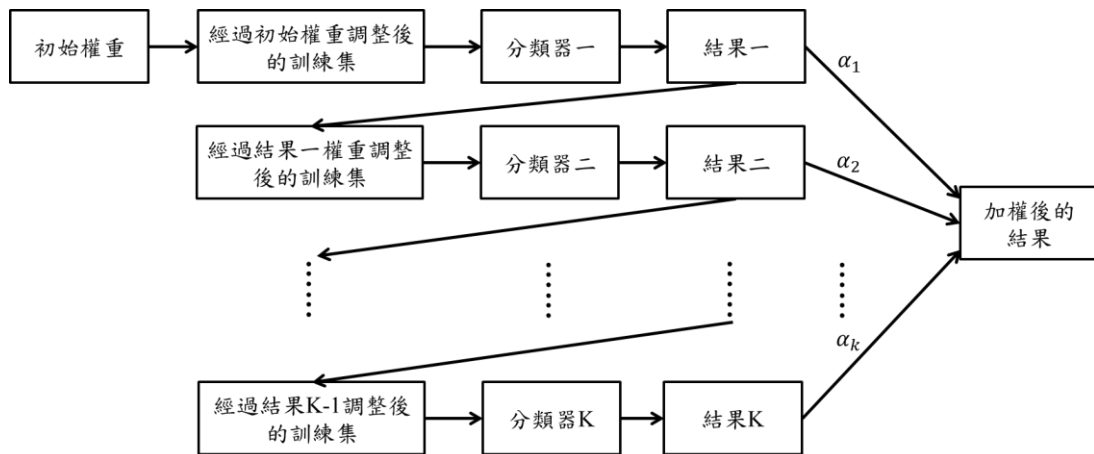 初始權重
經過初始權重調整後
的訓練集
分類器一
結果一
α₁
經過結果一權重調整
後的訓練集
分類器二
結果二
α₂
加權後的
結果
αₖ
經過結果K-1調整後
的訓練集
分類器K
結果K